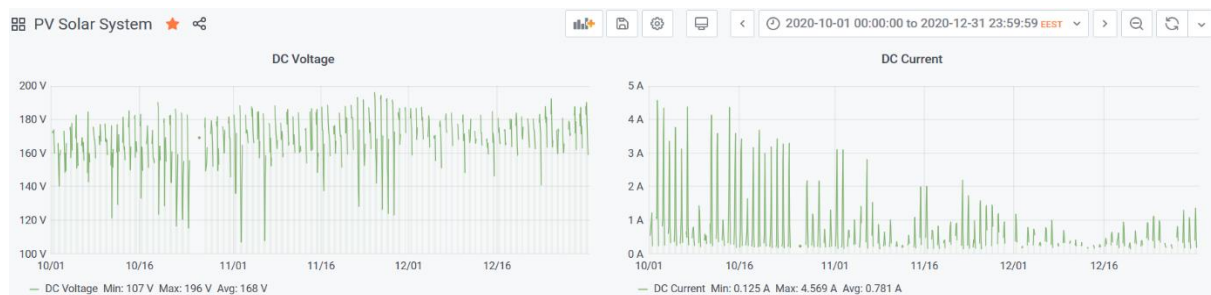 PV Solar System
2020-10-01 00:00:00 to 2020-12-31 23:59:59 EEST
DC Voltage
200 V
180 V
160 V
140 V
120 V
100 V
10/01 10/16 11/01 11/16 12/01 12/16
DC Voltage Min: 107 V Max: 196 V Avg: 168 V
DC Current
5 A
4 A
3 A
2 A
1 A
0 A
10/01 10/16 11/01 11/16 12/01 12/16
DC Current Min: 0.125 A Max: 4.569 A Avg: 0.781 A